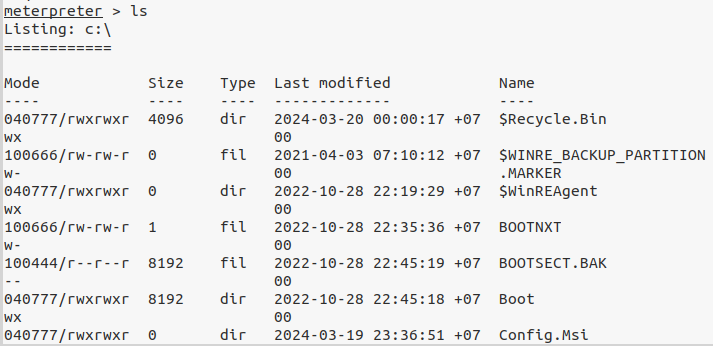 meterpreter > ls
Listing: c:\
============
Mode Size Type Last modified Name
---- ---- ---- ------------- ----
040777/rwxrwxr 4096 dir 2024-03-20 00:00:17 +07 $Recycle.Bin
wx 00
100666/rw-rw-r 0 fil 2021-04-03 07:10:12 +07 $WINRE_BACKUP_PARTITION
w- 00 .MARKER
040777/rwxrwxr 0 dir 2022-10-28 22:19:29 +07 $WinREAgent
wx 00
100666/rw-rw-r 1 fil 2022-10-28 22:35:36 +07 BOOTNXT
w- 00
100444/r--r--r 8192 fil 2022-10-28 22:45:19 +07 BOOTSECT.BAK
-- 00
040777/rwxrwxr 8192 dir 2022-10-28 22:45:18 +07 Boot
wx 00
040777/rwxrwxr 0 dir 2024-03-19 23:36:51 +07 Config.Msi